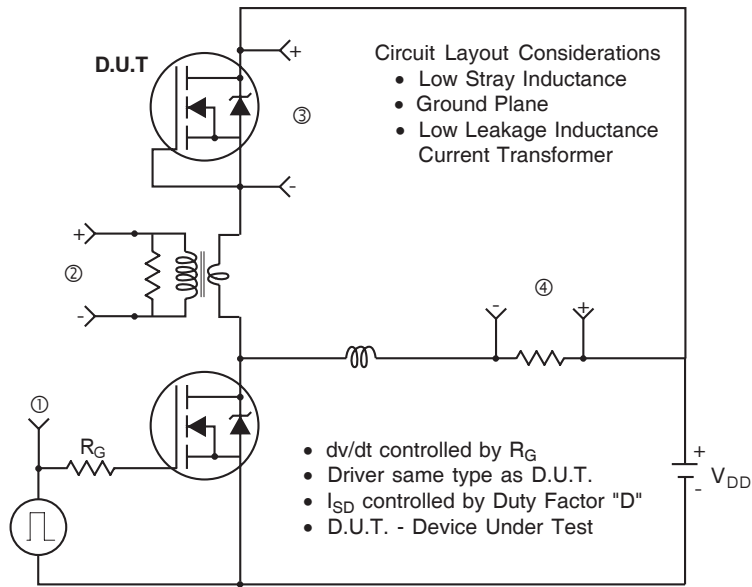 D.U.T
+
③
-
Circuit Layout Considerations
• Low Stray Inductance
• Ground Plane
• Low Leakage Inductance
Current Transformer
+
②
-
④
-
+
①
R_G
• dv/dt controlled by R_G
• Driver same type as D.U.T.
• I_SD controlled by Duty Factor "D"
• D.U.T. - Device Under Test
+
-
V_DD